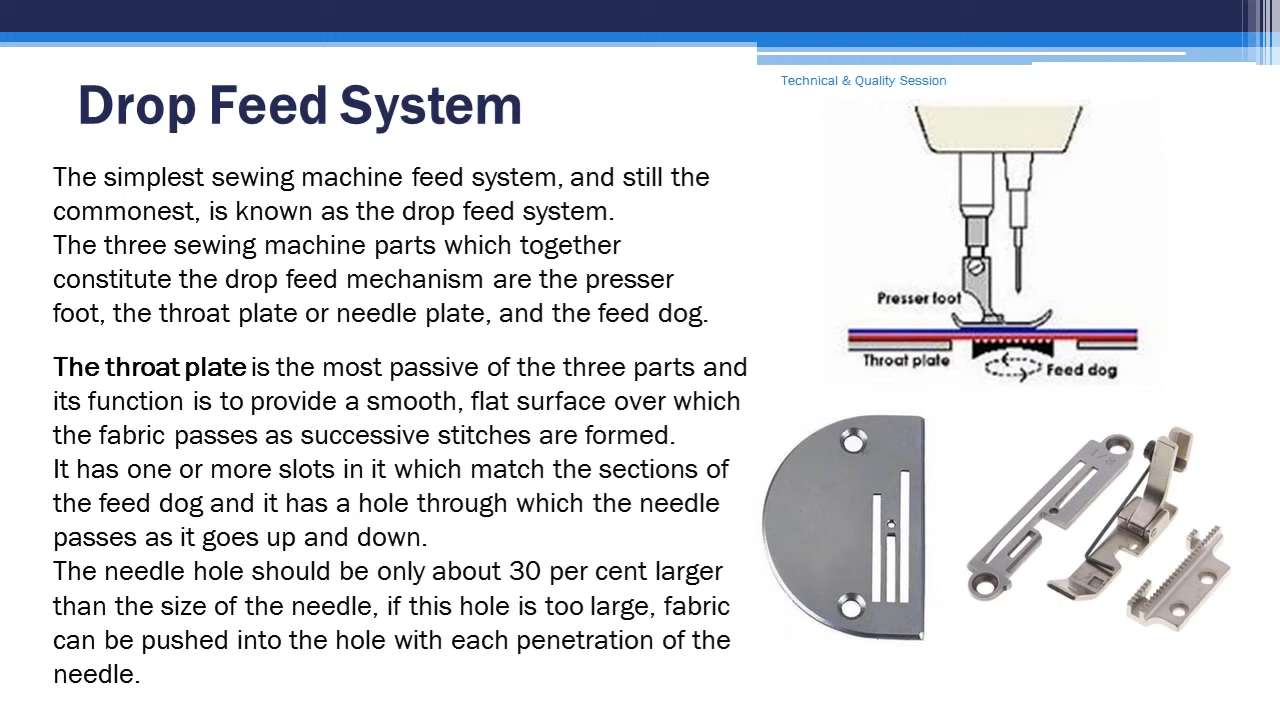 Technical & Quality Session
Drop Feed System
The simplest sewing machine feed system, and still the
commonest, is known as the drop feed system.
The three sewing machine parts which together
constitute the drop feed mechanism are the presser
foot, the throat plate or needle plate, and the feed dog.
The throat plate is the most passive of the three parts and
its function is to provide a smooth, flat surface over which
the fabric passes as successive stitches are formed.
It has one or more slots in it which match the sections of
the feed dog and it has a hole through which the needle
passes as it goes up and down.
The needle hole should be only about 30 per cent larger
than the size of the needle, if this hole is too large, fabric
can be pushed into the hole with each penetration of the
needle.
Presser foot
Throat plate
Feed dog